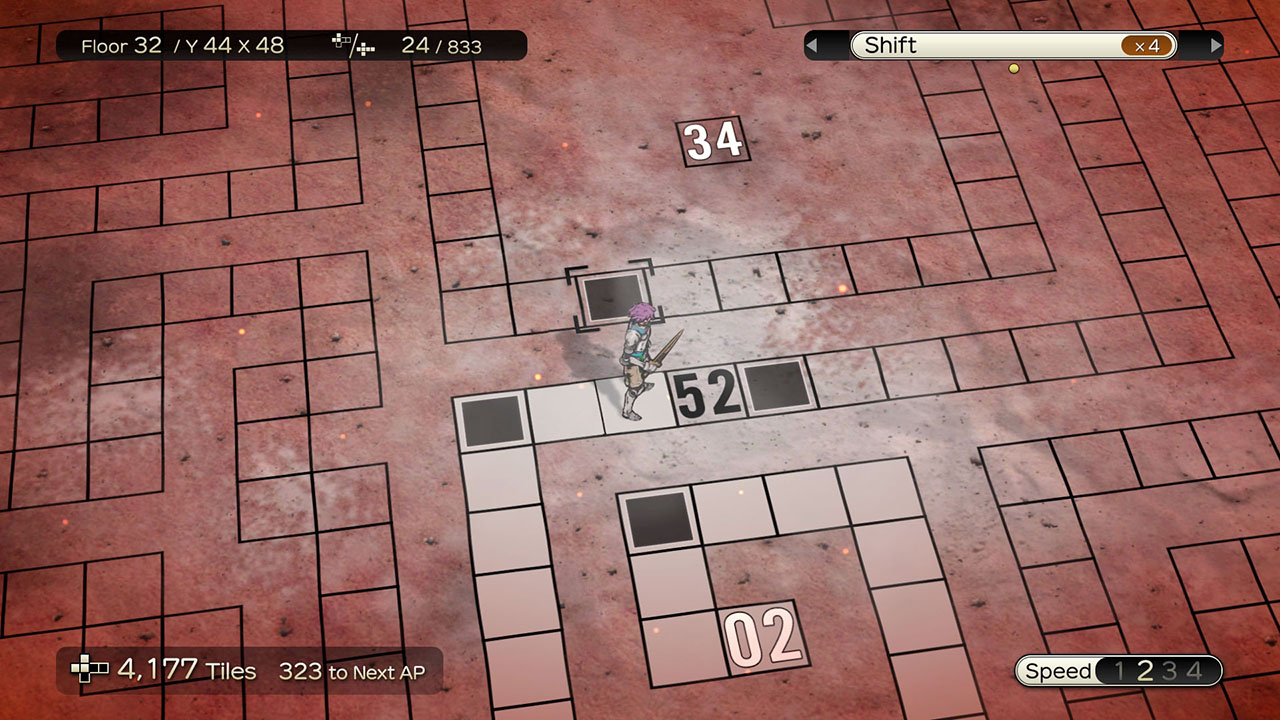 Floor 32 / Y 44 X 48
24 / 833
Shift
×4
34
52
02
4,177 Tiles 323 to Next AP
Speed 1 2 3 4